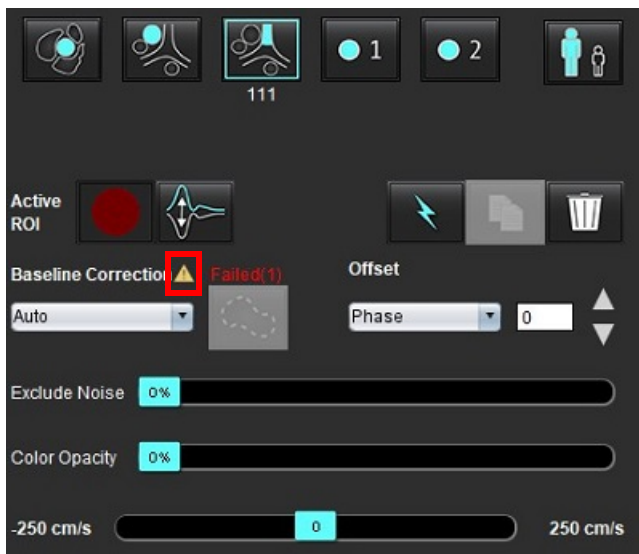 1
2
111
Active
ROI
Baseline Correction
Failed(1)
Offset
Auto
Phase
0
Exclude Noise
0%
Color Opacity
0%
-250 cm/s
0
250 cm/s